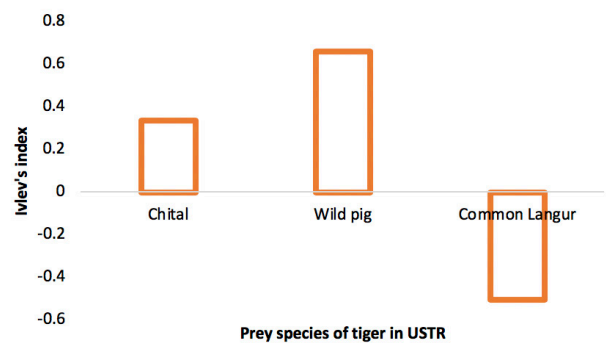 0.8
0.6
0.4
0.2
0
-0.2
-0.4
-0.6
Ivlev's index
Chital
Wild pig
Common Langur
Prey species of tiger in USTR